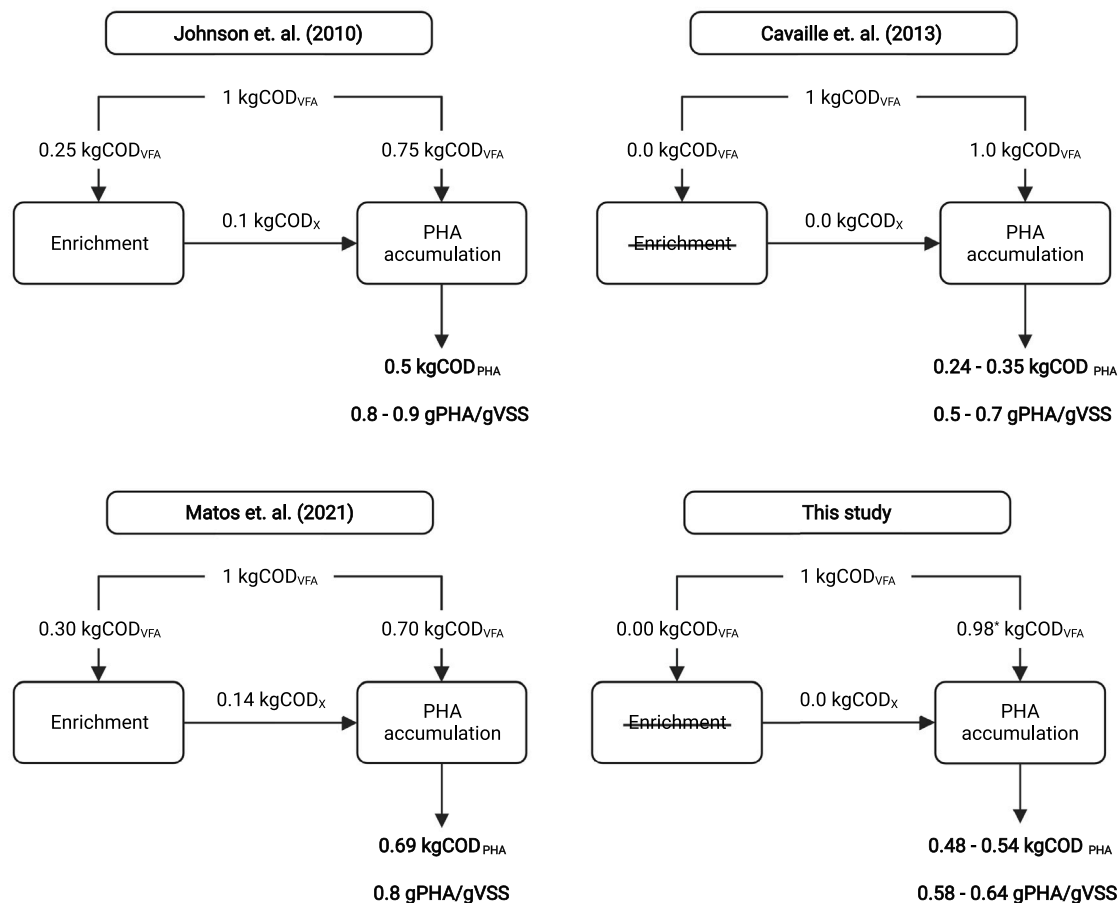 Johnson et. al. (2010)
1 kgCODVFA
0.25 kgCODVFA
0.75 kgCODVFA
Enrichment
0.1 kgCODX
PHA
accumulation
0.5 kgCODPHA
0.8 - 0.9 gPHA/gVSS
Cavaille et. al. (2013)
1 kgCODVFA
0.0 kgCODVFA
1.0 kgCODVFA
Enrichment
0.0 kgCODX
PHA
accumulation
0.24 - 0.35 kgCOD PHA
0.5 - 0.7 gPHA/gVSS
Matos et. al. (2021)
1 kgCODVFA
0.30 kgCODVFA
0.70 kgCODVFA
Enrichment
0.14 kgCODX
PHA
accumulation
0.69 kgCODPHA
0.8 gPHA/gVSS
This study
1 kgCODVFA
0.00 kgCODVFA
0.98* kgCODVFA
Enrichment
0.0 kgCODX
PHA
accumulation
0.48 - 0.54 kgCOD PHA
0.58 - 0.64 gPHA/gVSS